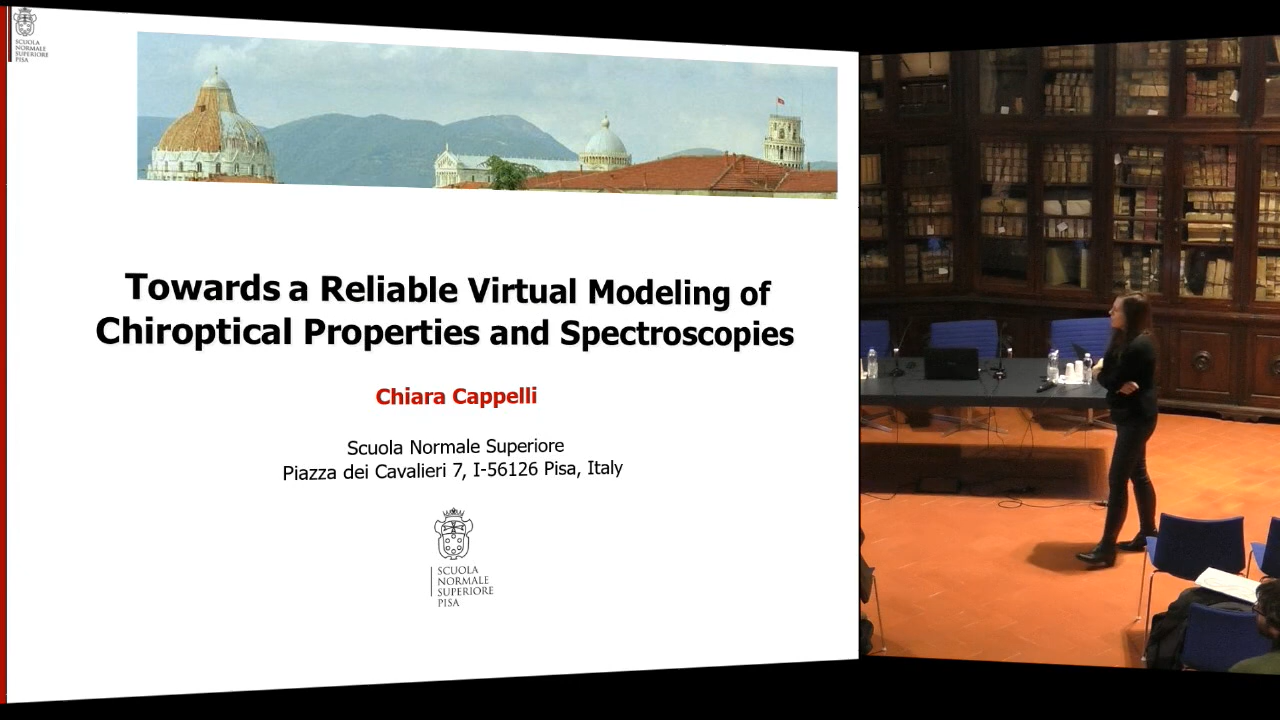 SCUOLA
NORMALE
SUPERIORE
PISA
Towards a Reliable Virtual Modeling of
Chiroptical Properties and Spectroscopies
Chiara Cappelli
Scuola Normale Superiore
Piazza dei Cavalieri 7, I-56126 Pisa, Italy
SCUOLA
NORMALE
SUPERIORE
PISA